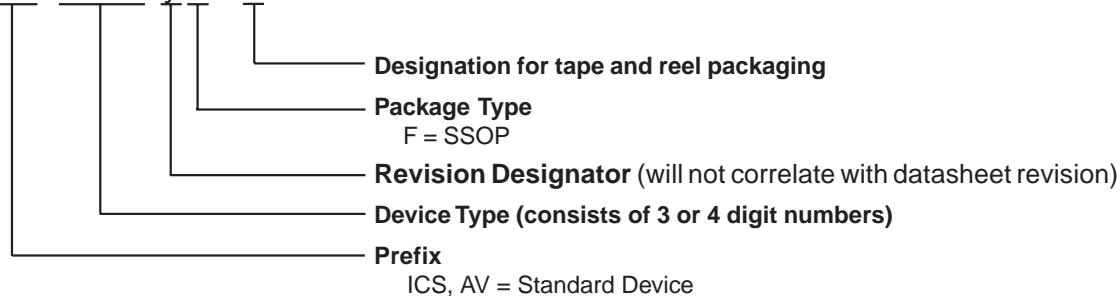 Designation for tape and reel packaging
Package Type
F = SSOP
Revision Designator (will not correlate with datasheet revision)
Device Type (consists of 3 or 4 digit numbers)
Prefix
ICS, AV = Standard Device